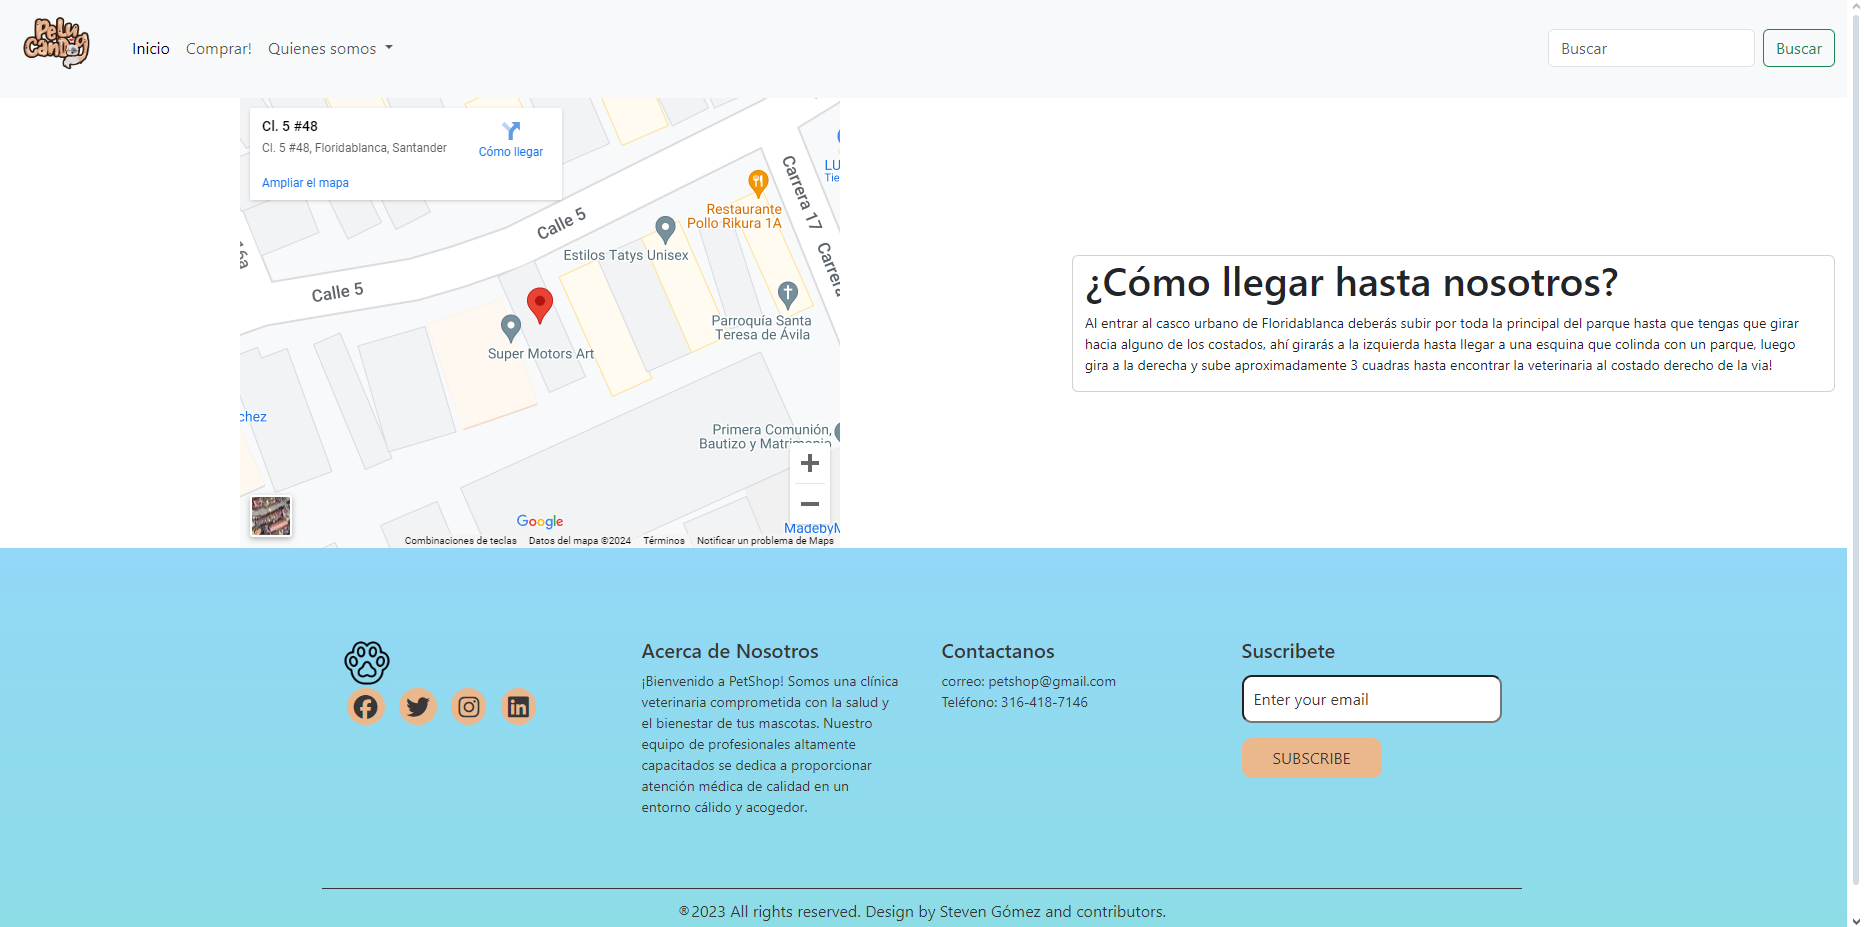 Pelu
CanDog
Inicio
Comprar!
Quienes somos
Buscar
Buscar
Cl. 5 #48
Cl. 5 #48, Floridablanca, Santander
Cómo llegar
Ampliar el mapa
LU
Tie
Carrera 17
Restaurante
Pollo Rikura 1A
Calle 5
Estilos Tatys Unisex
16a
Carrera
Calle 5
Parroquía Santa
Teresa de Ávila
Super Motors Art
chez
Primera Comunión,
Bautizo y Matrimonio
Google
MadebyM
Combinaciones de teclas
Datos del mapa ©2024
Términos
Notificar un problema de Maps
¿Cómo llegar hasta nosotros?
Al entrar al casco urbano de Floridablanca deberás subir por toda la principal del parque hasta que tengas que girar
hacia alguno de los costados, ahí girarás a la izquierda hasta llegar a una esquina que colinda con un parque, luego
gira a la derecha y sube aproximadamente 3 cuadras hasta encontrar la veterinaria al costado derecho de la via!
Acerca de Nosotros
¡Bienvenido a PetShop! Somos una clínica
veterinaria comprometida con la salud y
el bienestar de tus mascotas. Nuestro
equipo de profesionales altamente
capacitados se dedica a proporcionar
atención médica de calidad en un
entorno cálido y acogedor.
Contactanos
correo: petshop@gmail.com
Teléfono: 316-418-7146
Suscribete
Enter your email
SUBSCRIBE
®2023 All rights reserved. Design by Steven Gómez and contributors.